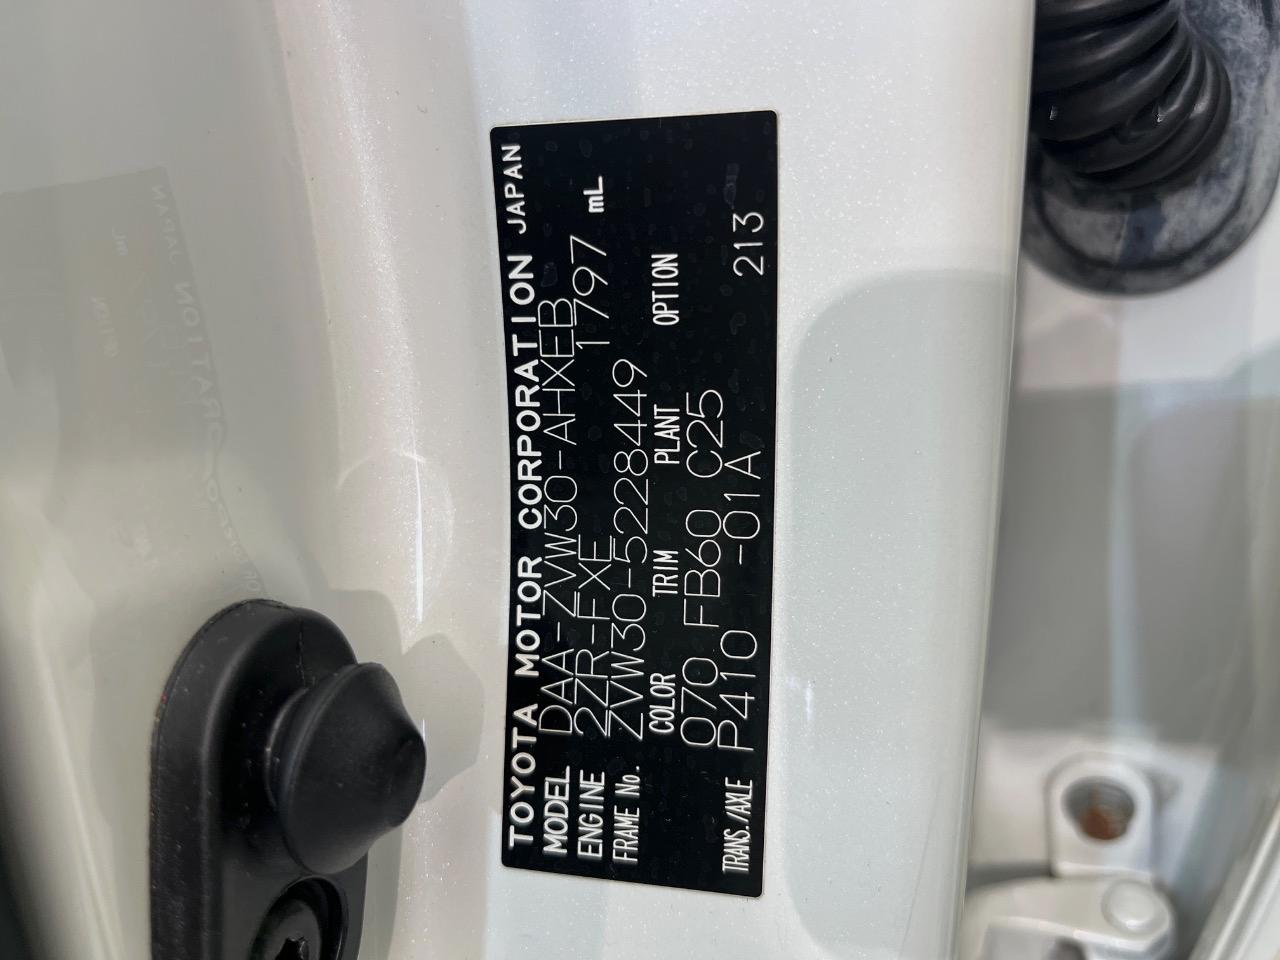 TOYOTA MOTOR CORPORATION JAPAN
MODEL DAA-ZVW30-AHXEB
ENGINE 2ZR-FXE 1797 mL
FRAME No. ZVW30-5228449
COLOR TRIM PLANT OPTION
070 FB60 C25
TRANS./AXLE P410 -01A 213